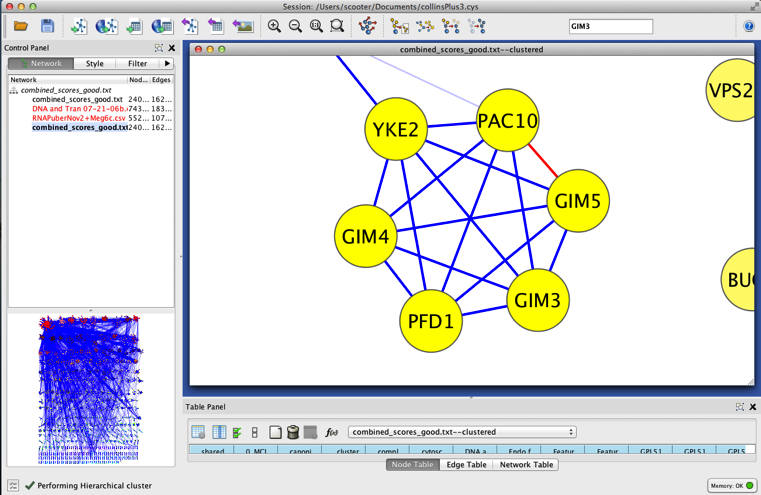 Session: /Users/scooter/Documents/collinsPlus3.cys
GIM3
Control Panel
Network Style Filter
Network Nod... Edges
combined_scores_good.txt
combined_scores_good.txt 240... 162...
DNA and Tran 07-21-06b. 743... 183...
RNAPuberNov2+Meg6c.csv 552... 107...
combined_scores_good.txt 240... 162...
combined_scores_good.txt--clustered
VPS2
PAC10
YKE2
GIM5
GIM4
BU
GIM3
PFD1
Table Panel
f(x) combined_scores_good.txt--clustered
shared 0 MCL canoni cluster compl cytosc DNA a Endo f Featur Featur GPLS1 GPLS1 GPLS
Node Table Edge Table Network Table
Performing Hierarchical cluster
Memory: OK